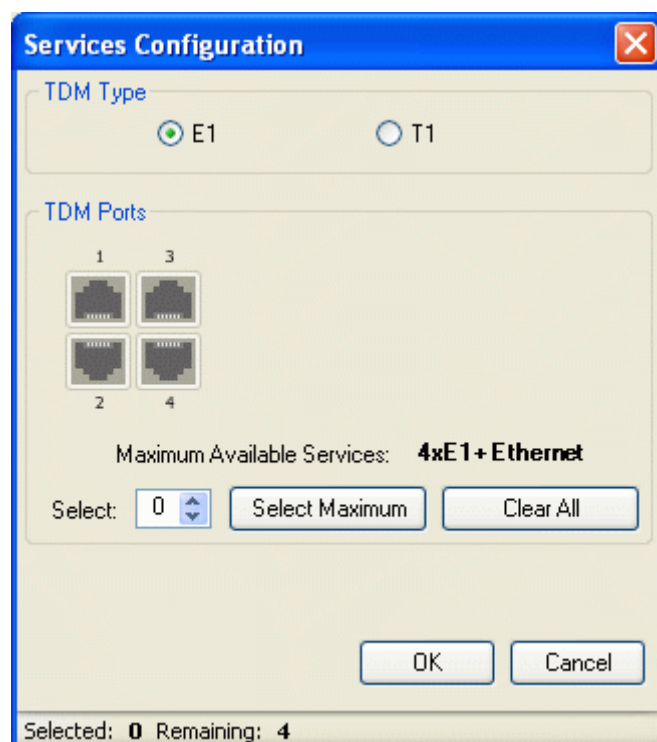 Services Configuration
TDM Type
E1 T1
TDM Ports
1 3
2 4
Maximum Available Services: 4xE1+Ethernet
Select: 0 Select Maximum Clear All
OK Cancel
Selected: 0 Remaining: 4